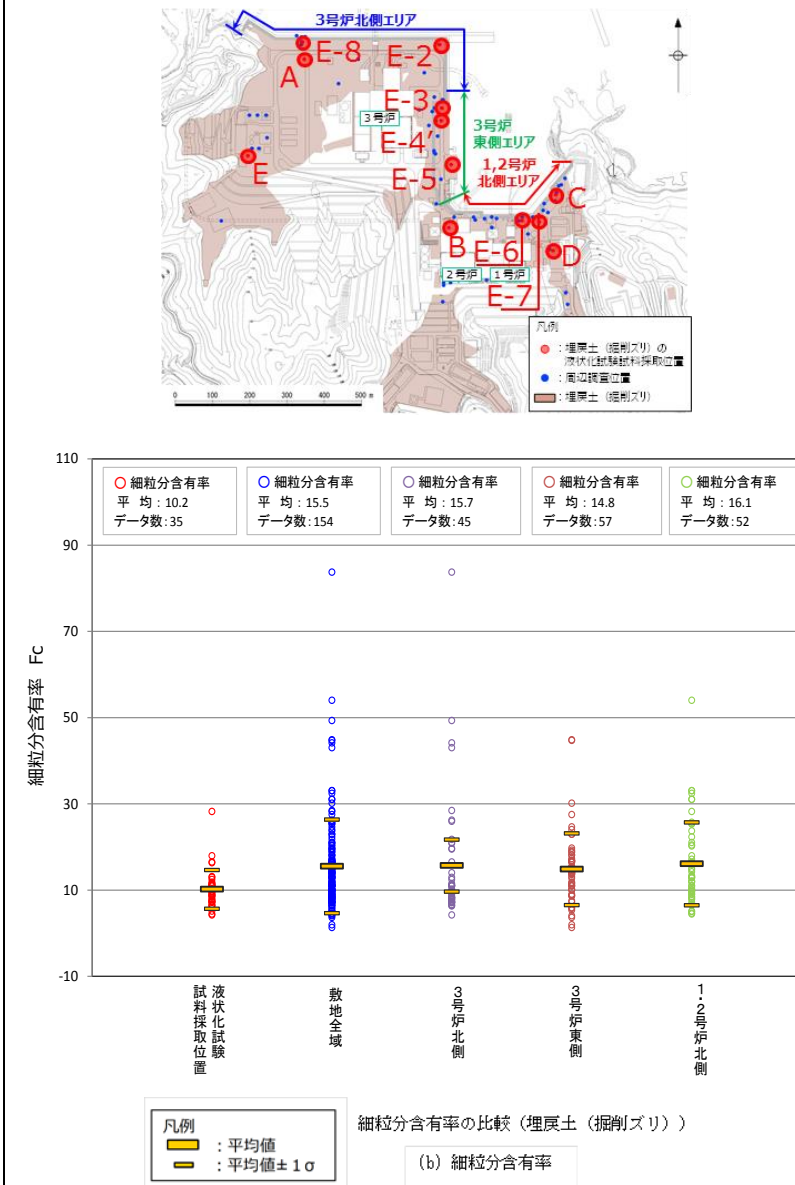 3号炉北側エリア
E-8
E-2
A
E-3
3号炉
E-4'
3号炉
東側エリア
E-5
1,2号炉
北側エリア
E
C
B
E-6
D
2号炉
1号炉
E-7
凡例
：埋戻土（掘削ズリ）の
液状化試験試料採取位置
：周辺調査位置
：埋戻土（掘削ズリ）
0 100 200 300 400 500 m
110
90
70
50
30
10
-10
細粒分含有率 Fc
細粒分含有率
平 均：10.2
データ数：35
細粒分含有率
平 均：15.5
データ数：154
細粒分含有率
平 均：15.7
データ数：45
細粒分含有率
平 均：14.8
データ数：57
細粒分含有率
平 均：16.1
データ数：52
液状化試験
試料採取位置
敷地全域
3号炉北側
3号炉東側
1・2号炉北側
凡例
：平均値
：平均値±1σ
細粒分含有率の比較（埋戻土（掘削ズリ））
(b) 細粒分含有率